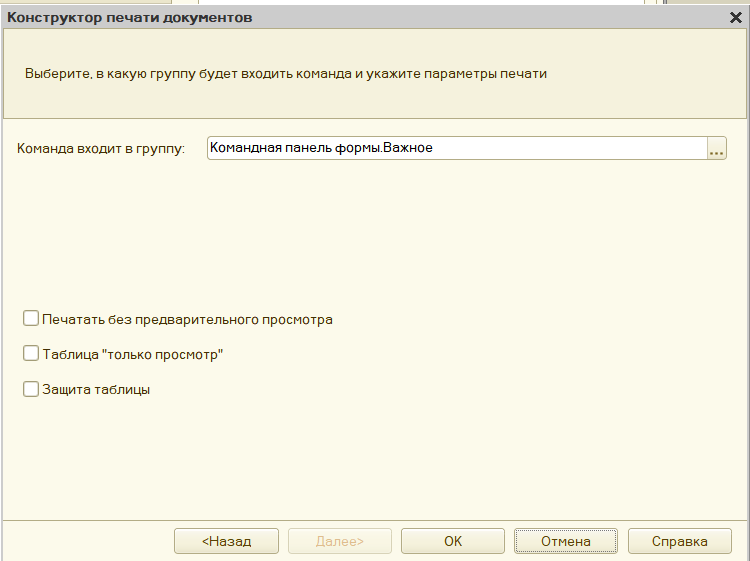 Конструктор печати документов
Выберите, в какую группу будет входить команда и укажите параметры печати
Команда входит в группу: Командная панель формы.Важное ...
Печатать без предварительного просмотра
Таблица "только просмотр"
Защита таблицы
<Назад Далее> OK Отмена Справка